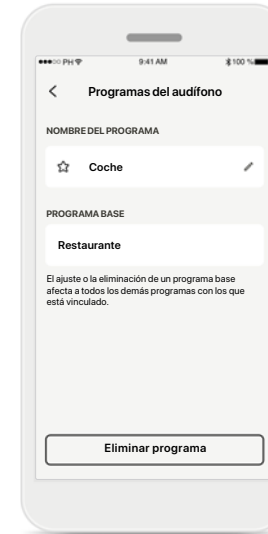 PH
9:41 AM
100 %
Programas del audífono
NOMBRE DEL PROGRAMA
Coche
PROGRAMA BASE
Restaurante
El ajuste o la eliminación de un programa base
afecta a todos los demás programas con los que
está vinculado.
Eliminar programa